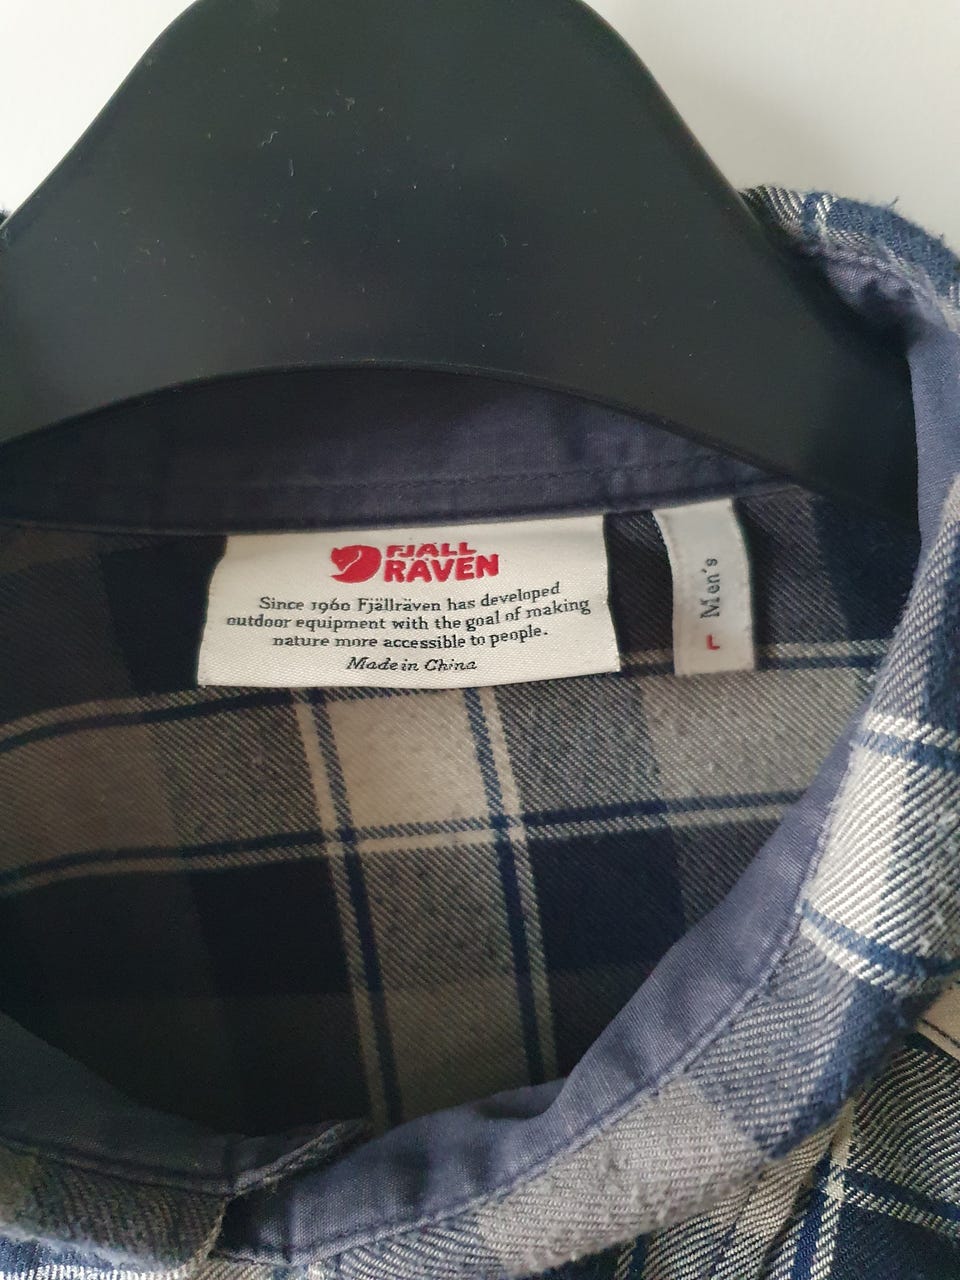 FJÄLL
RÄVEN
Since 1960 Fjällräven has developed
outdoor equipment with the goal of making
nature more accessible to people.
Made in China
Men's
L